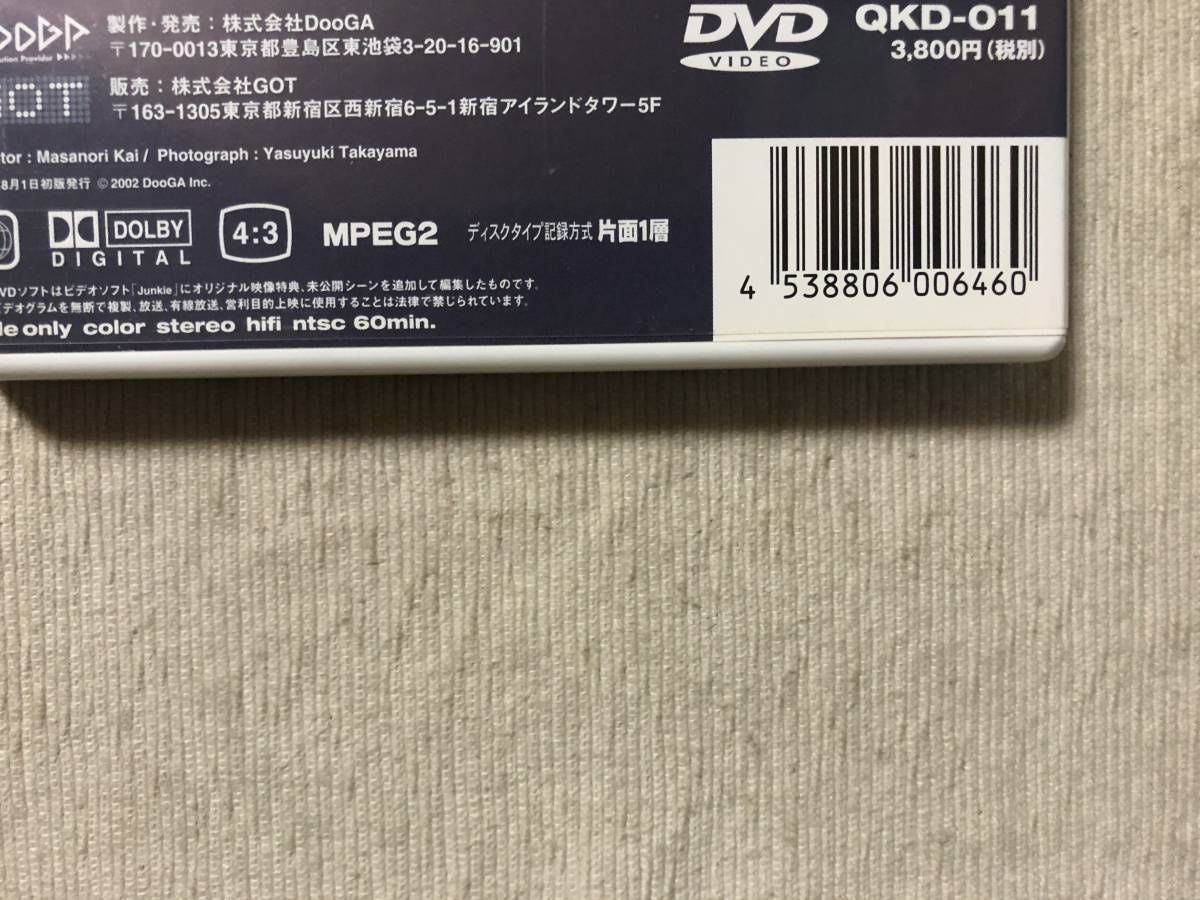 製作・発売：株式会社DooGA
〒170-0013東京都豊島区東池袋3-20-16-901
販売：株式会社GOT
〒163-1305東京都新宿区西新宿6-5-1新宿アイランドタワー5F
DVD
VIDEO
QKD-011
3,800円（税別）
Masanori Kai / Photograph : Yasuyuki Takayama
8月1日初版発行 © 2002 DooGA Inc.
DOLBY
DIGITAL
4:3
MPEG2
ディスクタイプ記録方式 片面1層
VDソフトはビデオソフト「Junkie」にオリジナル映像特典、未公開シーンを追加して編集したものです。
デオグラムを無断で複製、放送、有線放送、営利目的上映に使用することは法律で禁じられています。
only color stereo hifi ntsc 60min.
4 538806 006460